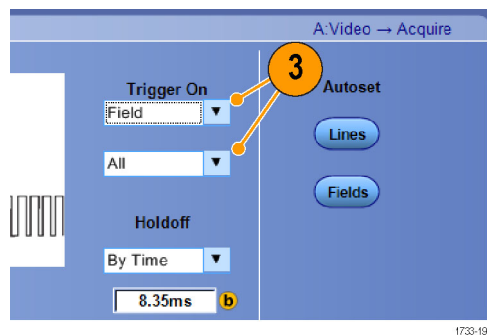 A:Video → Acquire
3
Trigger On
Field
All
Holdoff
By Time
8.35ms
b
Autoset
Lines
Fields
1733-19